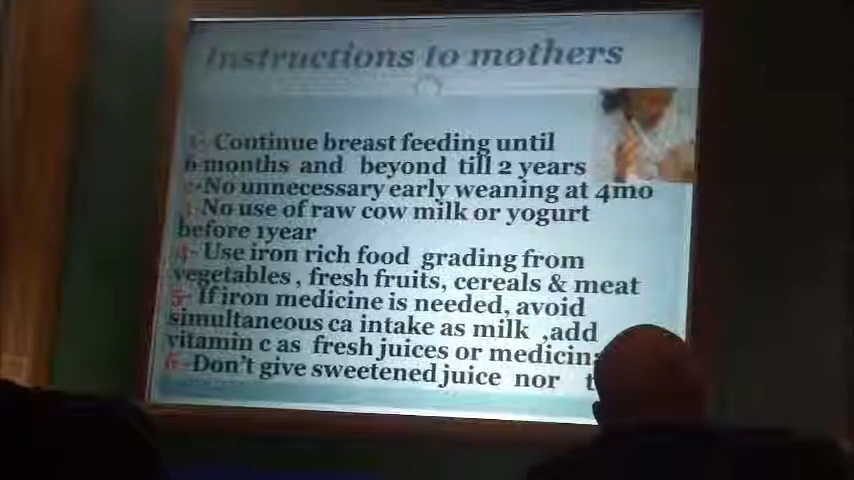 Instructions to mothers
1- Continue breast feeding until
6 months and beyond till 2 years
2-No unnecessary early weaning at 4mo
3-No use of raw cow milk or yogurt
before 1year
4- Use iron rich food grading from
vegetables , fresh fruits, cereals & meat
5- If iron medicine is needed, avoid
simultaneous ca intake as milk ,add
vitamin c as fresh juices or medicin
6 -Don't give sweetened juice nor